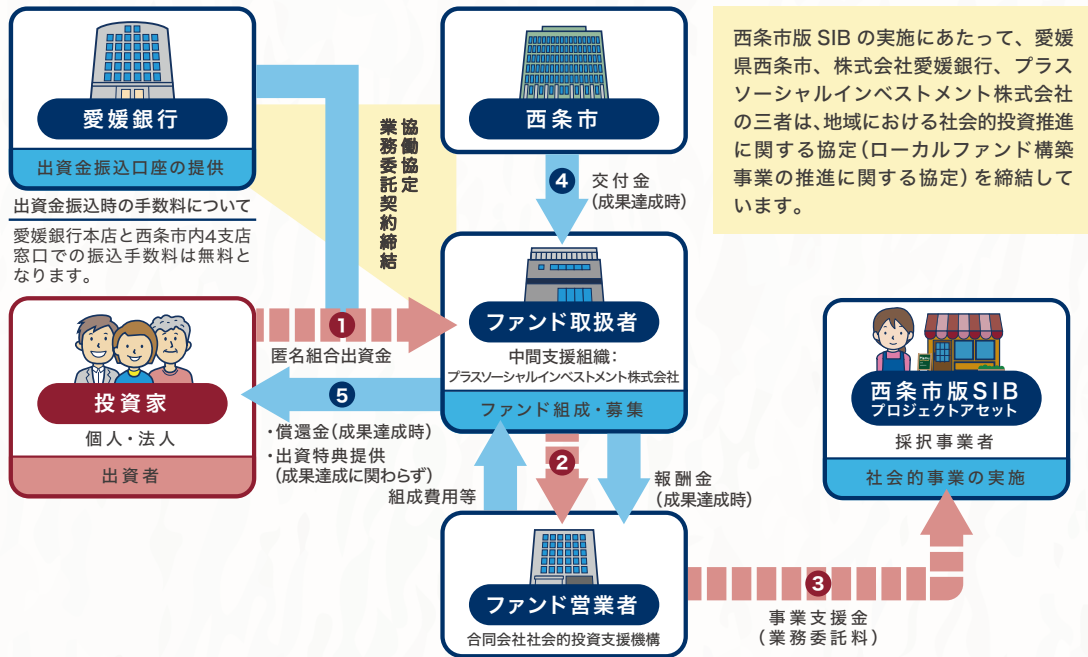 愛媛銀行
出資金振込口座の提供
出資金振込時の手数料について
愛媛銀行本店と西条市内4支店
窓口での振込手数料は無料と
なります。
協働協定
業務委託契約締結
西条市
4
交付金
(成果達成時)
西条市版 SIB の実施にあたって、愛媛
県西条市、株式会社愛媛銀行、プラス
ソーシャルインベストメント株式会社
の三者は、地域における社会的投資推進
に関する協定(ローカルファンド構築
事業の推進に関する協定)を締結して
います。
投資家
個人・法人
出資者
1
匿名組合出資金
5
・償還金(成果達成時)
・出資特典提供
(成果達成に関わらず)
ファンド取扱者
中間支援組織:
プラスソーシャルインベストメント株式会社
ファンド組成・募集
組成費用等
2
報酬金
(成果達成時)
ファンド営業者
合同会社社会的投資支援機構
3
事業支援金
(業務委託料)
西条市版SIB
プロジェクトアセット
採択事業者
社会的事業の実施